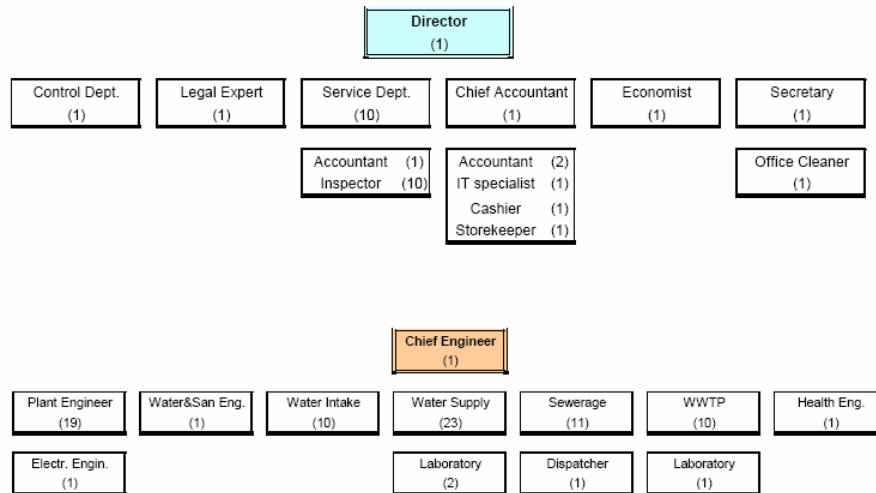 Director
(1)
Control Dept.
(1)
Legal Expert
(1)
Service Dept.
(10)
Chief Accountant
(1)
Economist
(1)
Secretary
(1)
Accountant (1)
Inspector (10)
Accountant (2)
IT specialist (1)
Cashier (1)
Storekeeper (1)
Office Cleaner
(1)
Chief Engineer
(1)
Plant Engineer
(19)
Water&San Eng.
(1)
Water Intake
(10)
Water Supply
(23)
Sewerage
(11)
WWTP
(10)
Health Eng.
(1)
Electr. Engin.
(1)
Laboratory
(2)
Dispatcher
(1)
Laboratory
(1)